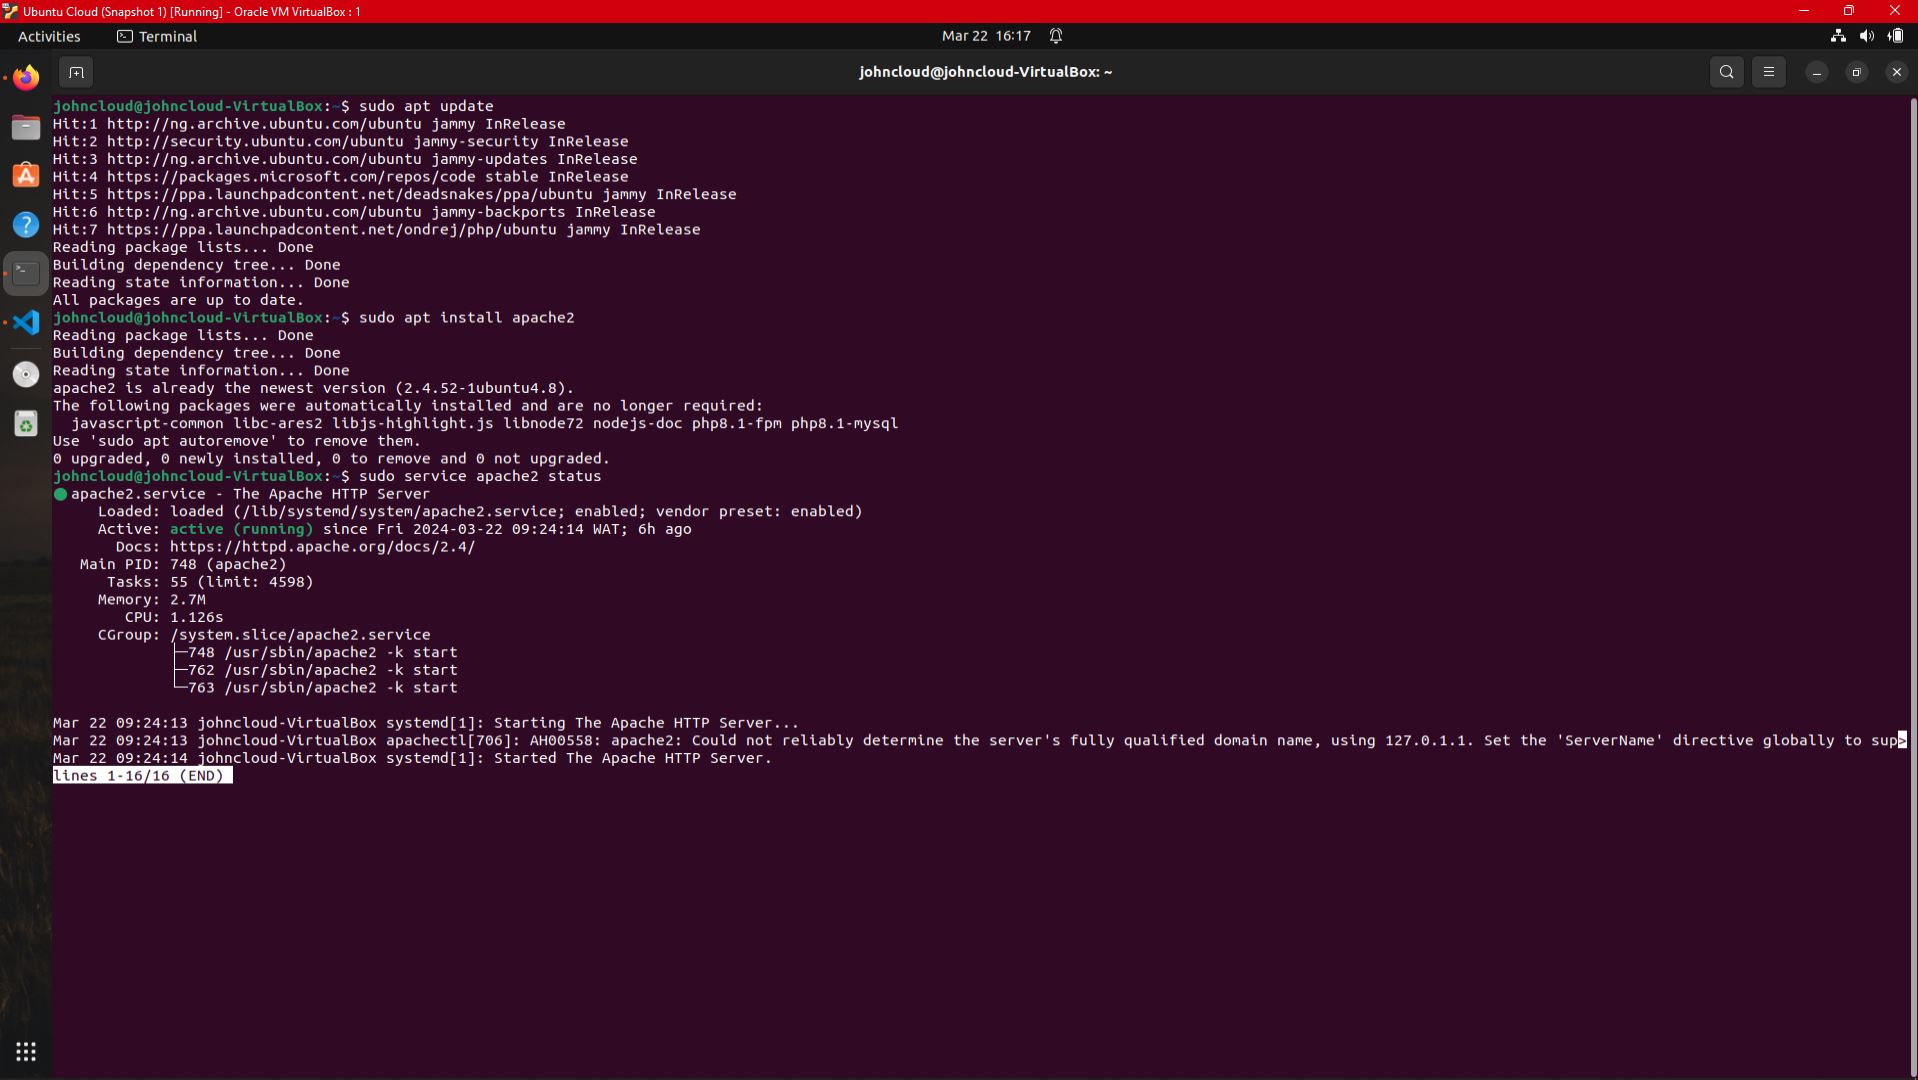 Ubuntu Cloud (Snapshot 1) [Running] - Oracle VM VirtualBox : 1
Activities
Terminal
Mar 22 16:17
johncloud@johncloud-VirtualBox: ~
johncloud@johncloud-VirtualBox:~$ sudo apt update
Hit:1 http://ng.archive.ubuntu.com/ubuntu jammy InRelease
Hit:2 http://security.ubuntu.com/ubuntu jammy-security InRelease
Hit:3 http://ng.archive.ubuntu.com/ubuntu jammy-updates InRelease
Hit:4 https://packages.microsoft.com/repos/code stable InRelease
Hit:5 https://ppa.launchpadcontent.net/deadsnakes/ppa/ubuntu jammy InRelease
Hit:6 http://ng.archive.ubuntu.com/ubuntu jammy-backports InRelease
Hit:7 https://ppa.launchpadcontent.net/ondrej/php/ubuntu jammy InRelease
Reading package lists... Done
Building dependency tree... Done
Reading state information... Done
All packages are up to date.
johncloud@johncloud-VirtualBox:~$ sudo apt install apache2
Reading package lists... Done
Building dependency tree... Done
Reading state information... Done
apache2 is already the newest version (2.4.52-1ubuntu4.8).
The following packages were automatically installed and are no longer required:
  javascript-common libc-ares2 libjs-highlight.js libnode72 nodejs-doc php8.1-fpm php8.1-mysql
Use 'sudo apt autoremove' to remove them.
0 upgraded, 0 newly installed, 0 to remove and 0 not upgraded.
johncloud@johncloud-VirtualBox:~$ sudo service apache2 status
● apache2.service - The Apache HTTP Server
     Loaded: loaded (/lib/systemd/system/apache2.service; enabled; vendor preset: enabled)
     Active: active (running) since Fri 2024-03-22 09:24:14 WAT; 6h ago
       Docs: https://httpd.apache.org/docs/2.4/
   Main PID: 748 (apache2)
      Tasks: 55 (limit: 4598)
     Memory: 2.7M
        CPU: 1.126s
     CGroup: /system.slice/apache2.service
             ├─748 /usr/sbin/apache2 -k start
             ├─762 /usr/sbin/apache2 -k start
             └─763 /usr/sbin/apache2 -k start
Mar 22 09:24:13 johncloud-VirtualBox systemd[1]: Starting The Apache HTTP Server...
Mar 22 09:24:13 johncloud-VirtualBox apachectl[706]: AH00558: apache2: Could not reliably determine the server's fully qualified domain name, using 127.0.1.1. Set the 'ServerName' directive globally to sup>
Mar 22 09:24:14 johncloud-VirtualBox systemd[1]: Started The Apache HTTP Server.
lines 1-16/16 (END)